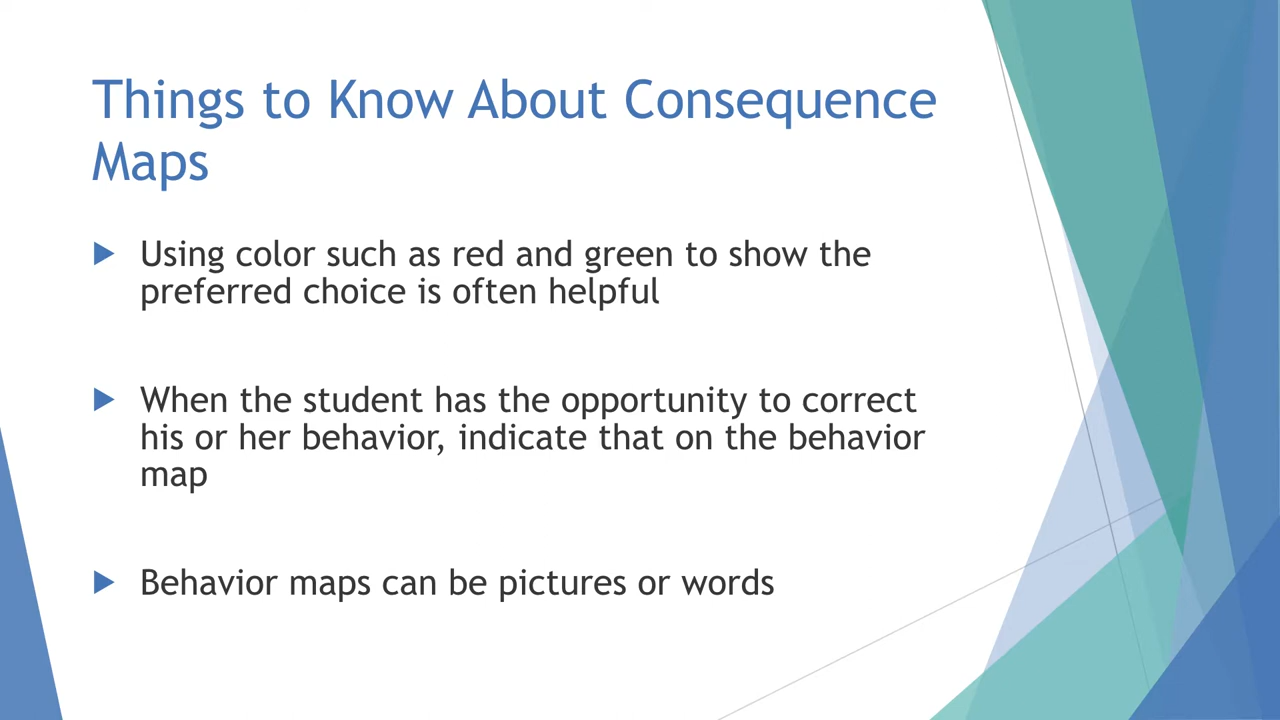 Things to Know About Consequence
Maps
Using color such as red and green to show the
preferred choice is often helpful
When the student has the opportunity to correct
his or her behavior, indicate that on the behavior
map
Behavior maps can be pictures or words